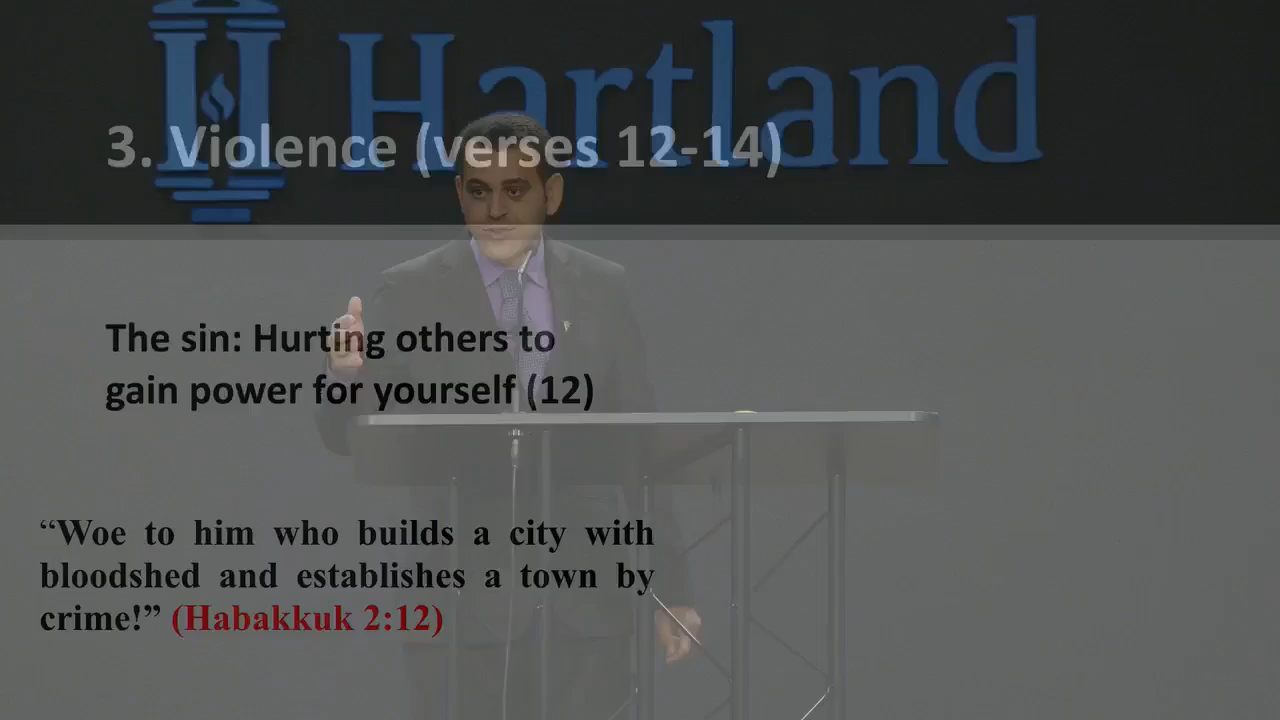 Hartland
3. Violence (verses 12-14)
The sin: Hurting others to
gain power for yourself (12)
“Woe to him who builds a city with
bloodshed and establishes a town by
crime!” (Habakkuk 2:12)